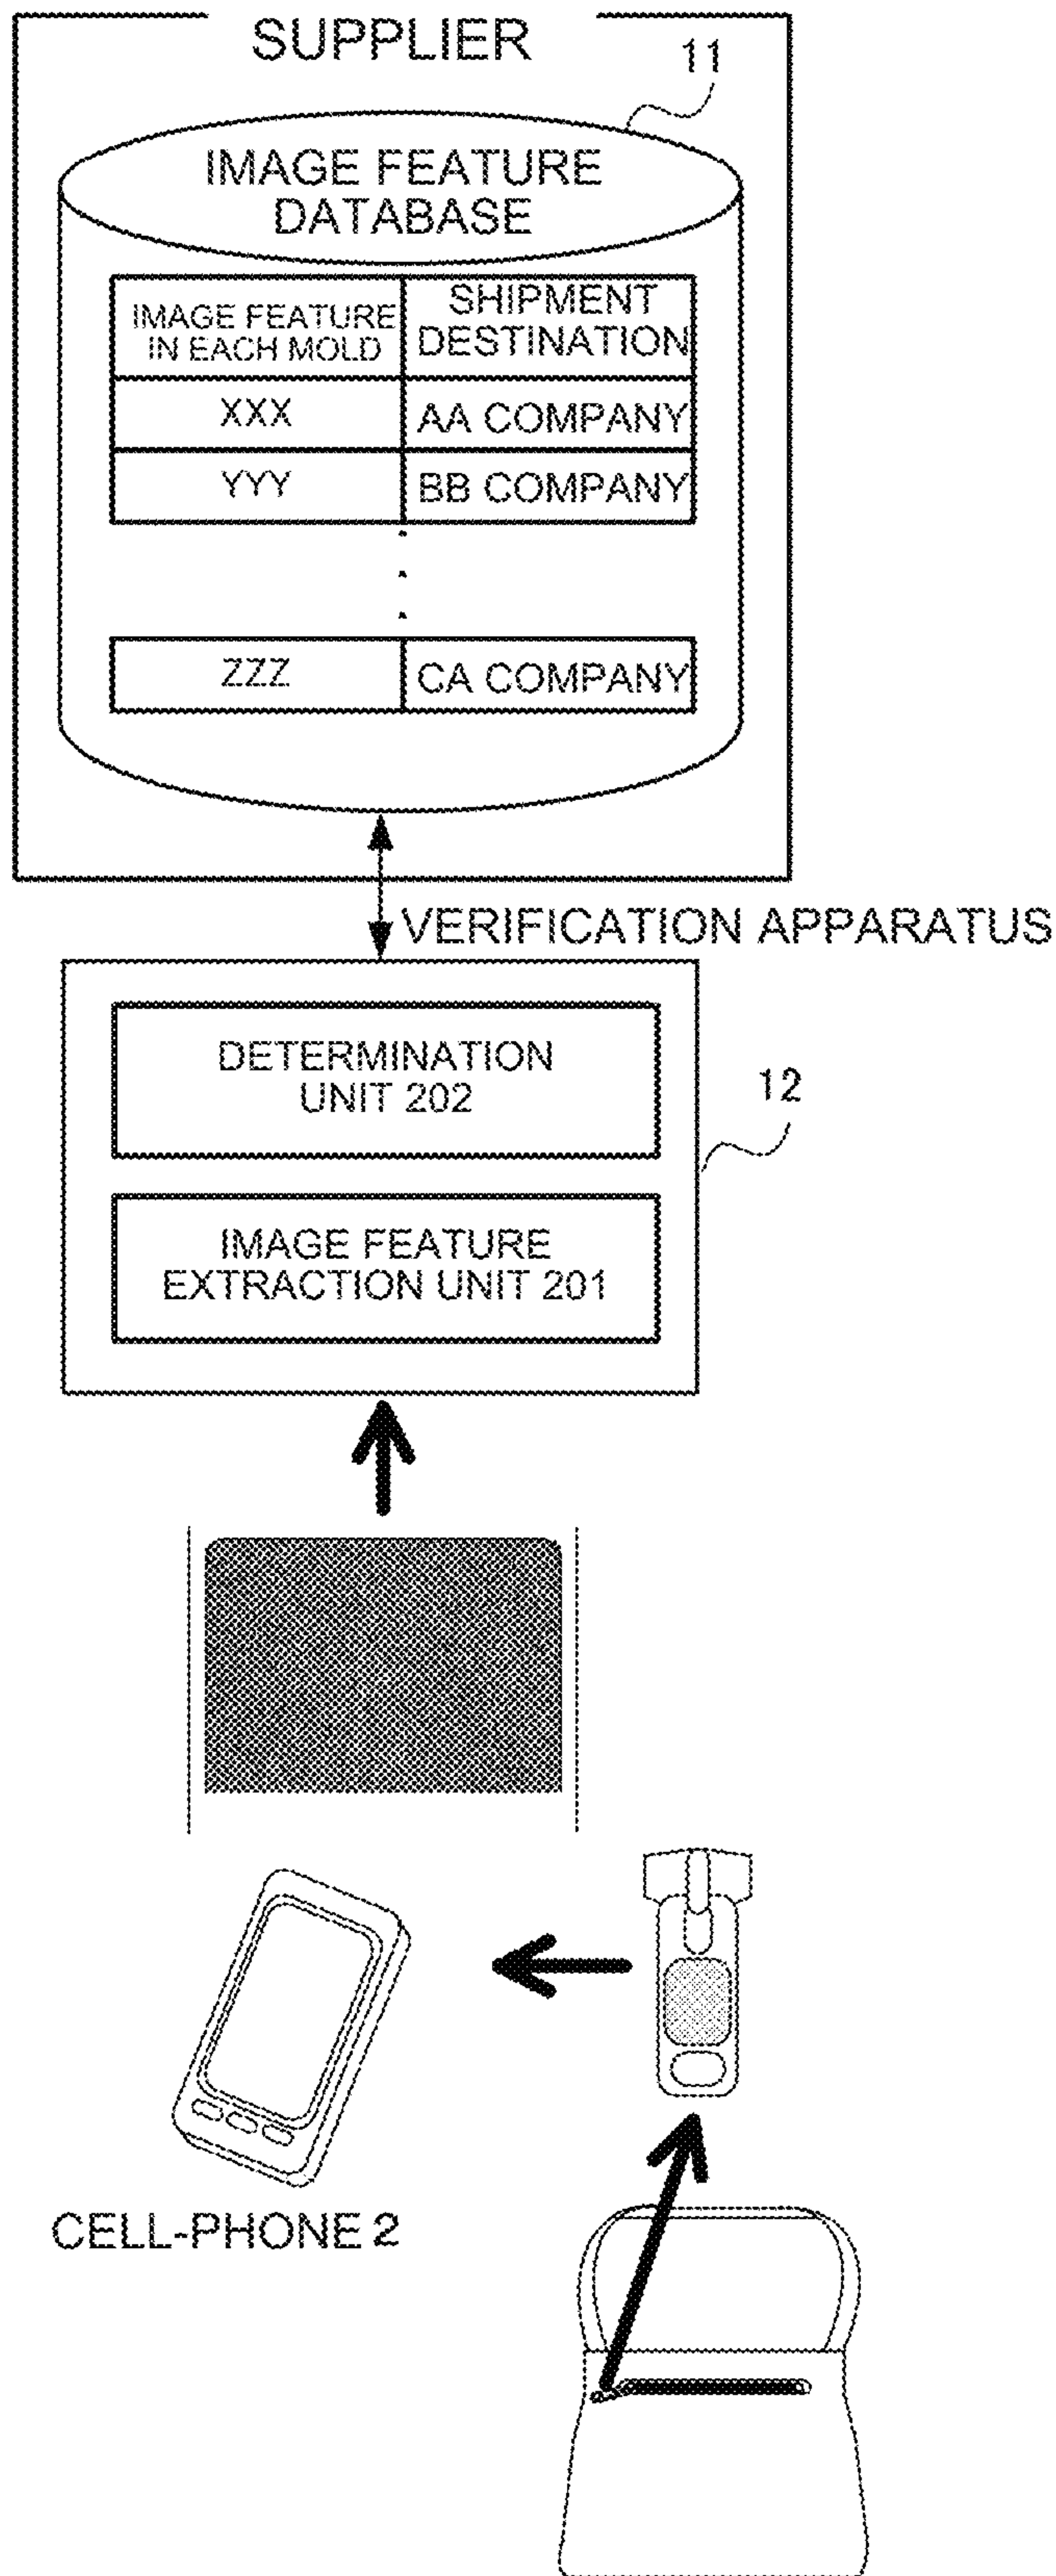 SUPPLIER
11
IMAGE FEATURE
DATABASE
IMAGE FEATURE
IN EACH MOLD
SHIPMENT
DESTINATION
XXX
AA COMPANY
YYY
BB COMPANY
ZZZ
CA COMPANY
VERIFICATION APPARATUS
DETERMINATION
UNIT 202
12
IMAGE FEATURE
EXTRACTION UNIT 201
CELL-PHONE 2